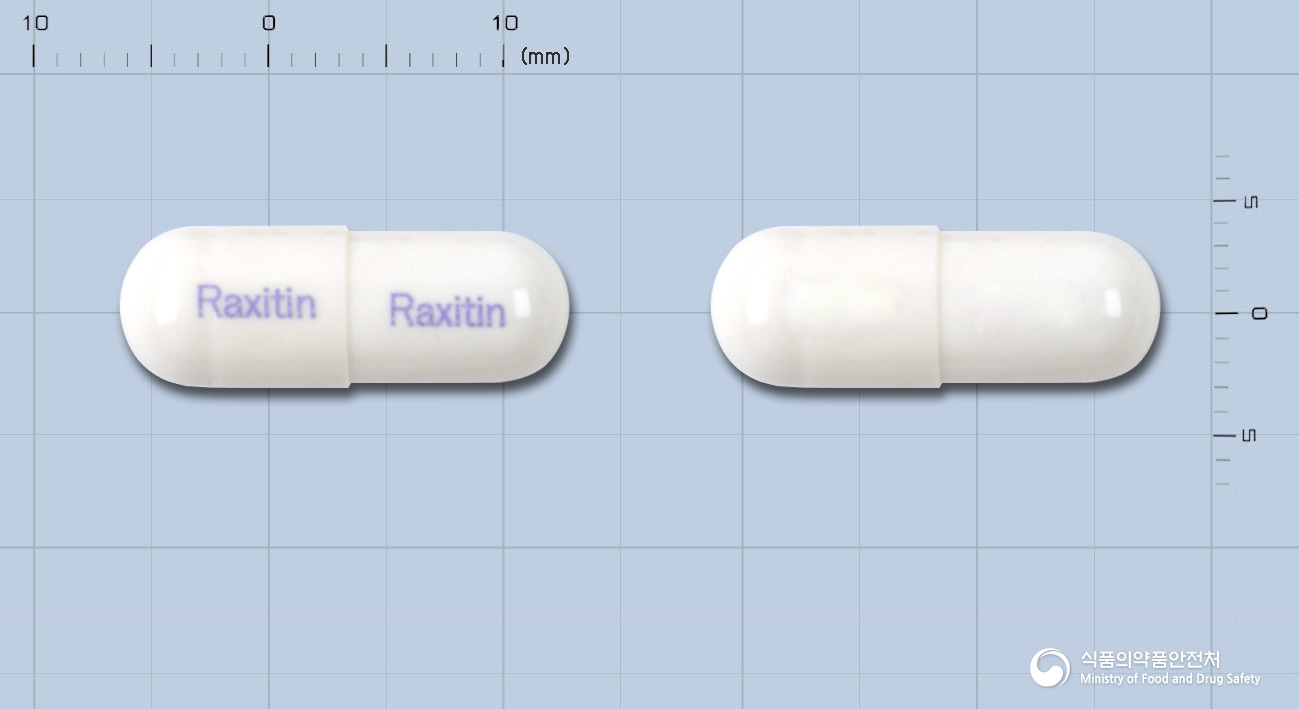 10 0 10
(mm)
Raxitin Raxitin
5
0
5
식품의약품안전처
Ministry of Food and Drug Safety